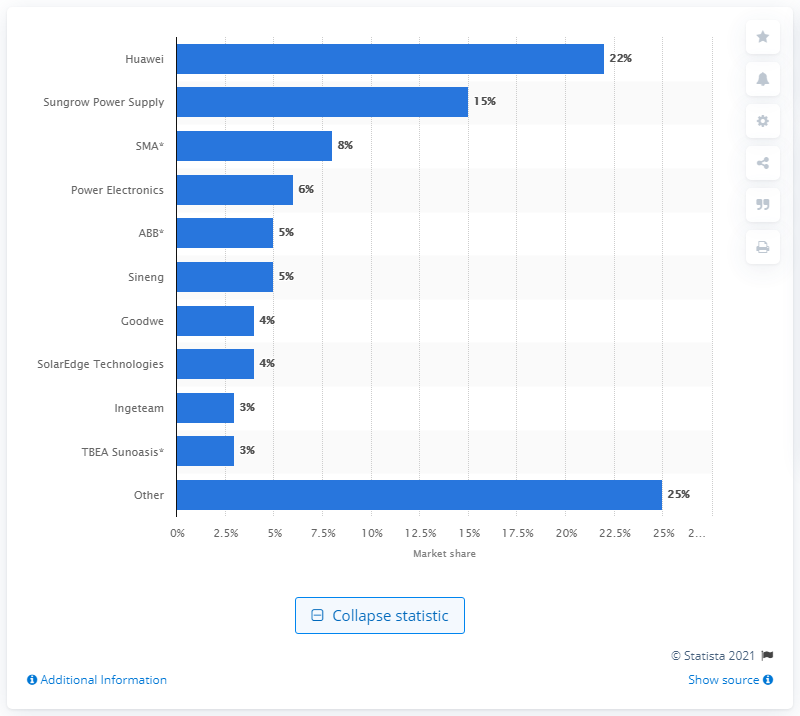 Huawei 22%
Sungrow Power Supply 15%
SMA* 8%
Power Electronics 6%
ABB* 5%
Sineng 5%
Goodwe 4%
SolarEdge Technologies 4%
Ingeteam 3%
TBEA Sunoasis* 3%
Other 25%
0% 2.5% 5% 7.5% 10% 12.5% 15% 17.5% 20% 22.5% 25% 2...
Market share
Collapse statistic
© Statista 2021
Additional Information
Show source